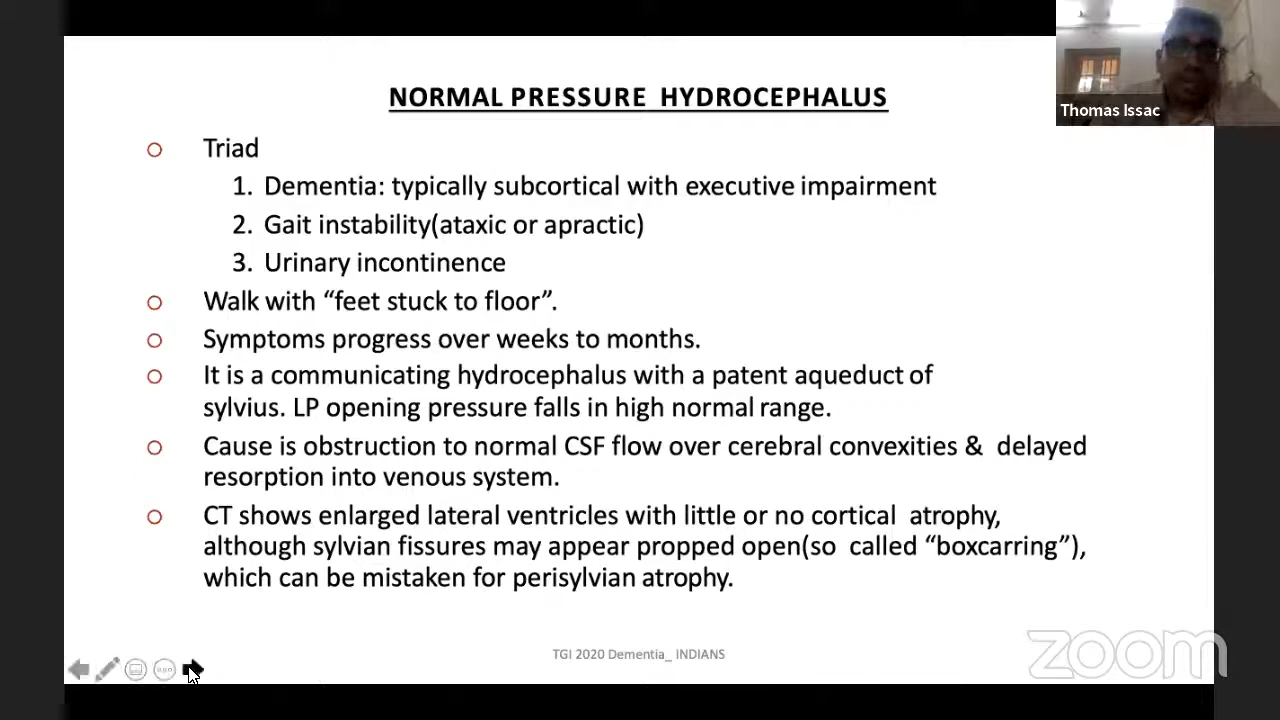 NORMAL PRESSURE HYDROCEPHALUS
Thomas Issac
Triad
1. Dementia: typically subcortical with executive impairment
2. Gait instability(ataxic or apractic)
3. Urinary incontinence
Walk with “feet stuck to floor”.
Symptoms progress over weeks to months.
It is a communicating hydrocephalus with a patent aqueduct of
sylvius. LP opening pressure falls in high normal range.
Cause is obstruction to normal CSF flow over cerebral convexities & delayed
resorption into venous system.
CT shows enlarged lateral ventricles with little or no cortical atrophy,
although sylvian fissures may appear propped open(so called “boxcarring”),
which can be mistaken for perisylvian atrophy.
TGI 2020 Dementia_ INDIANS
zoom